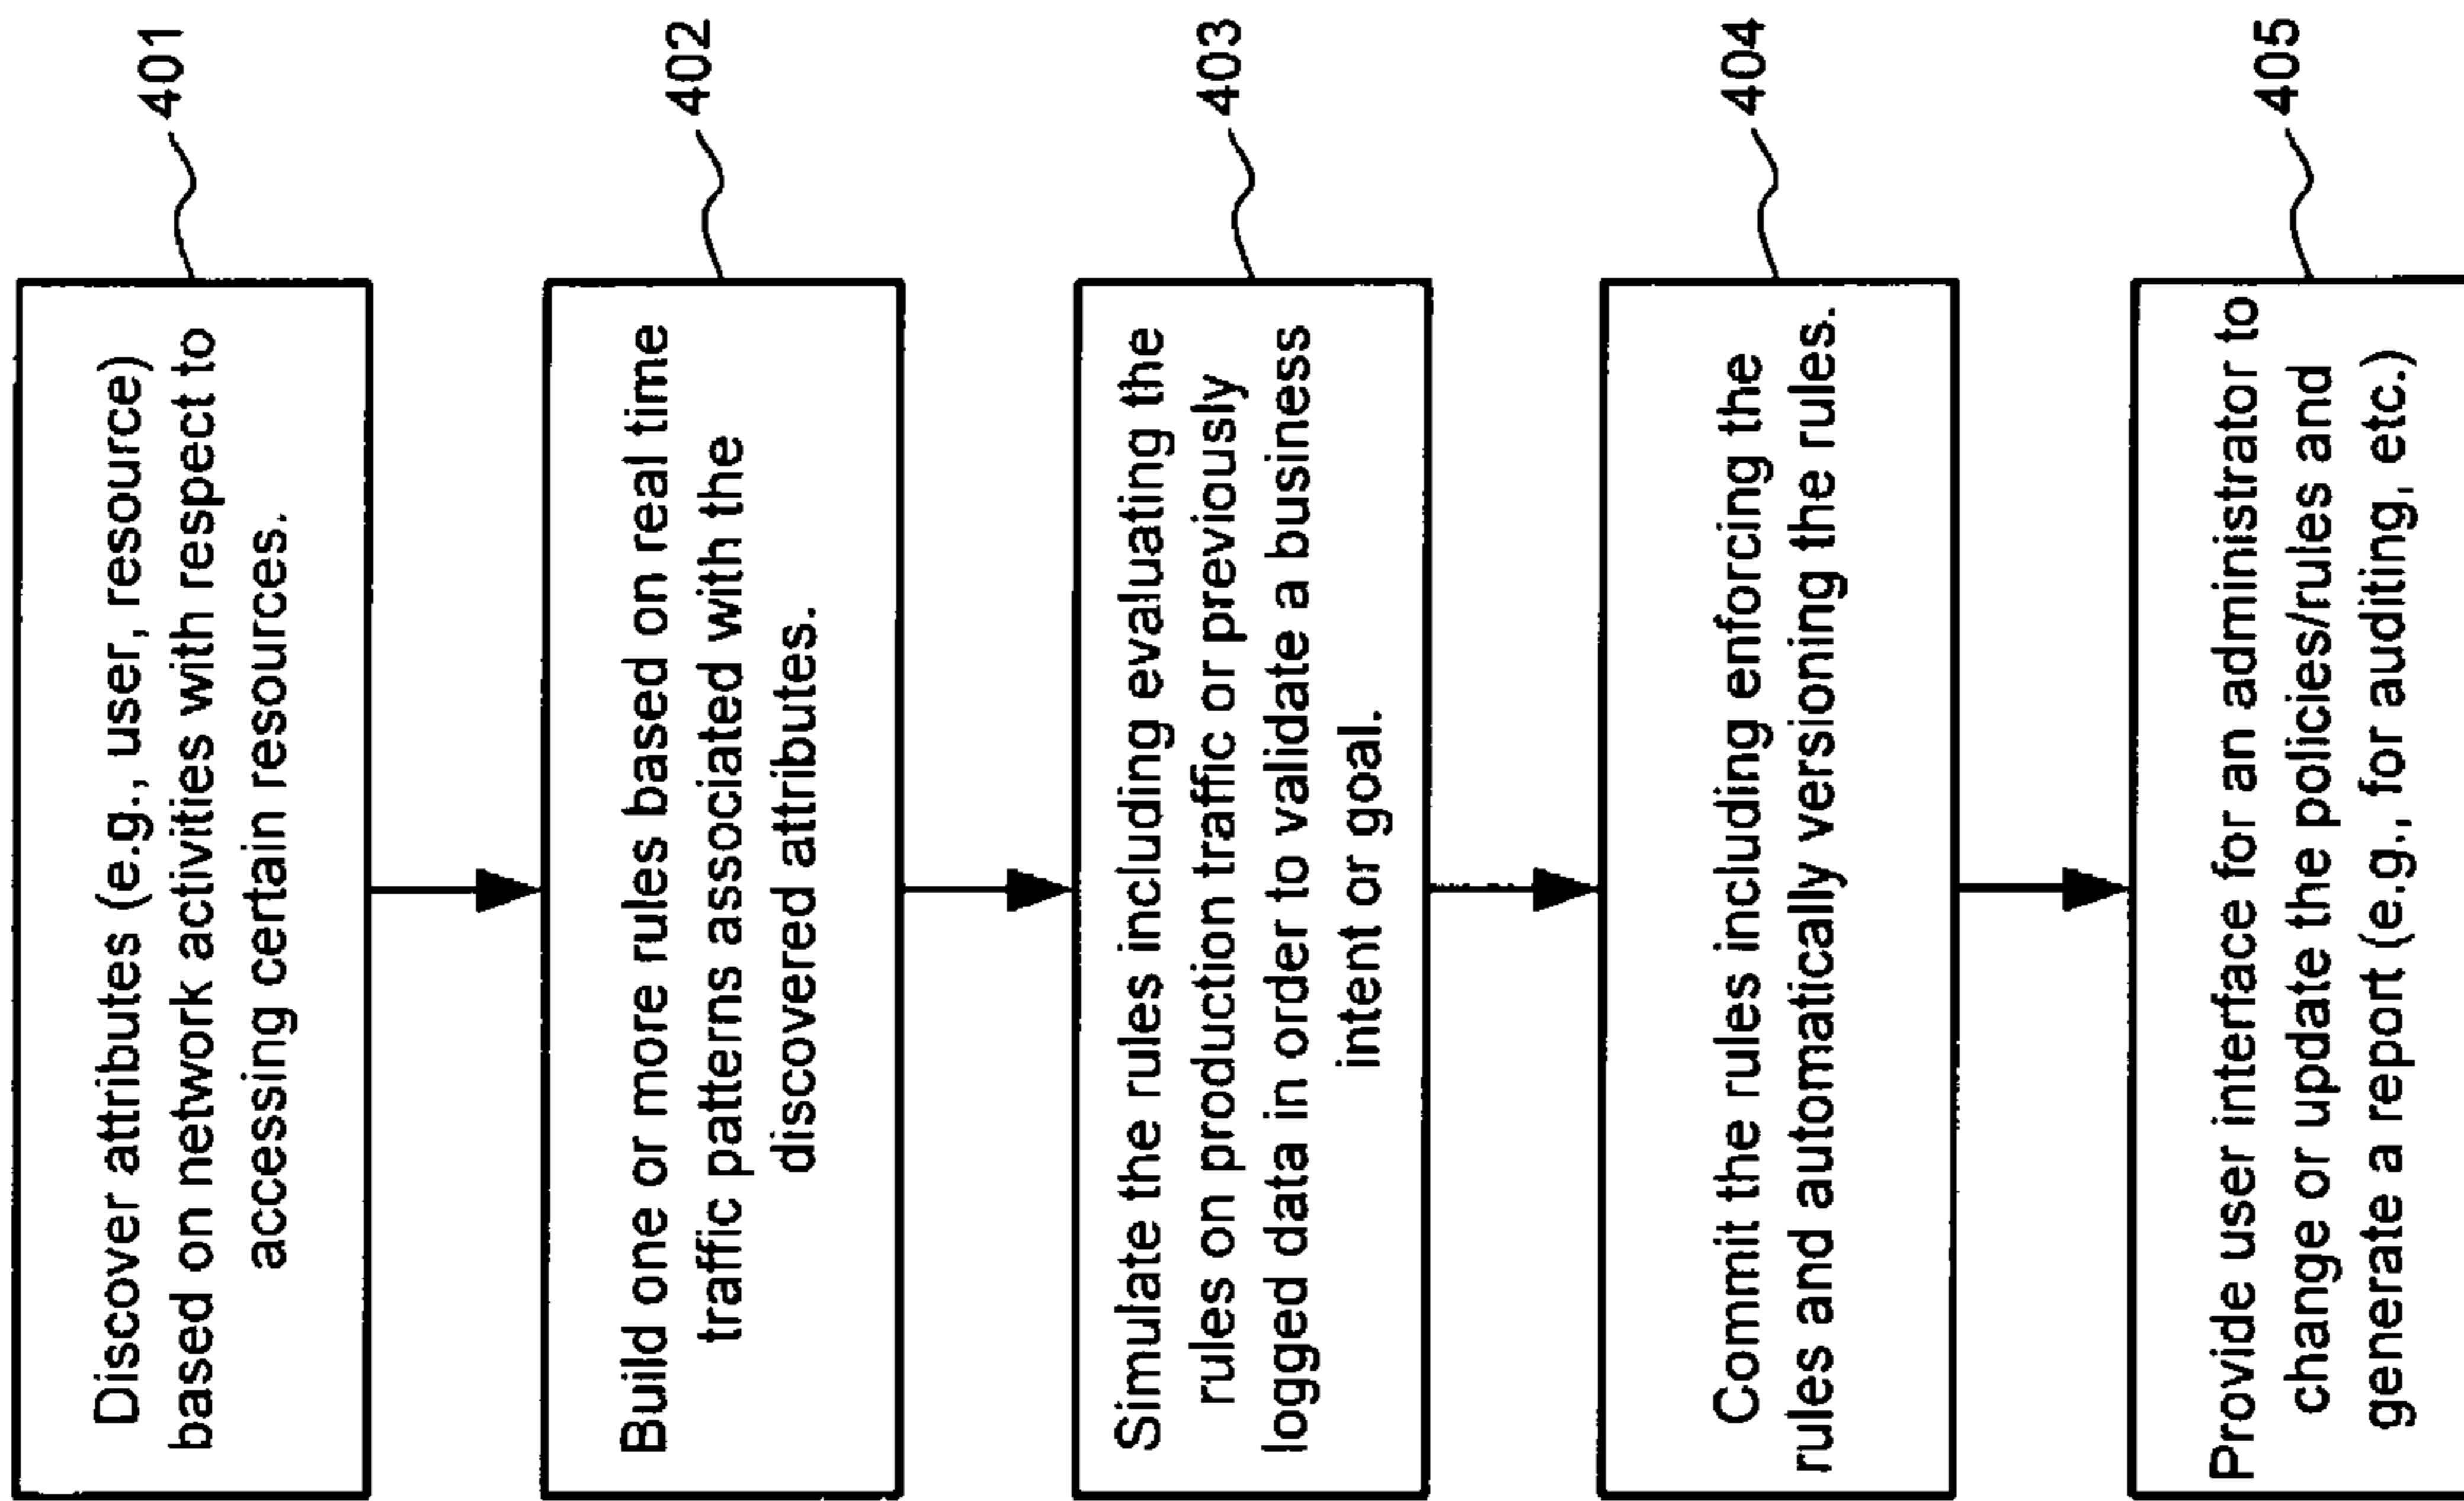 Discover attributes (e.g., user, resource)
based on network activities with respect to
accessing certain resources.
401
Build one or more rules based on real time
traffic patterns associated with the
discovered attributes.
402
Simulate the rules including evaluating the
rules on production traffic or previously
logged data in order to validate a business
intent or goal.
403
Commit the rules including enforcing the
rules and automatically versioning the rules.
404
Provide user interface for an administrator to
change or update the policies/rules and
generate a report (e.g., for auditing, etc.)
405